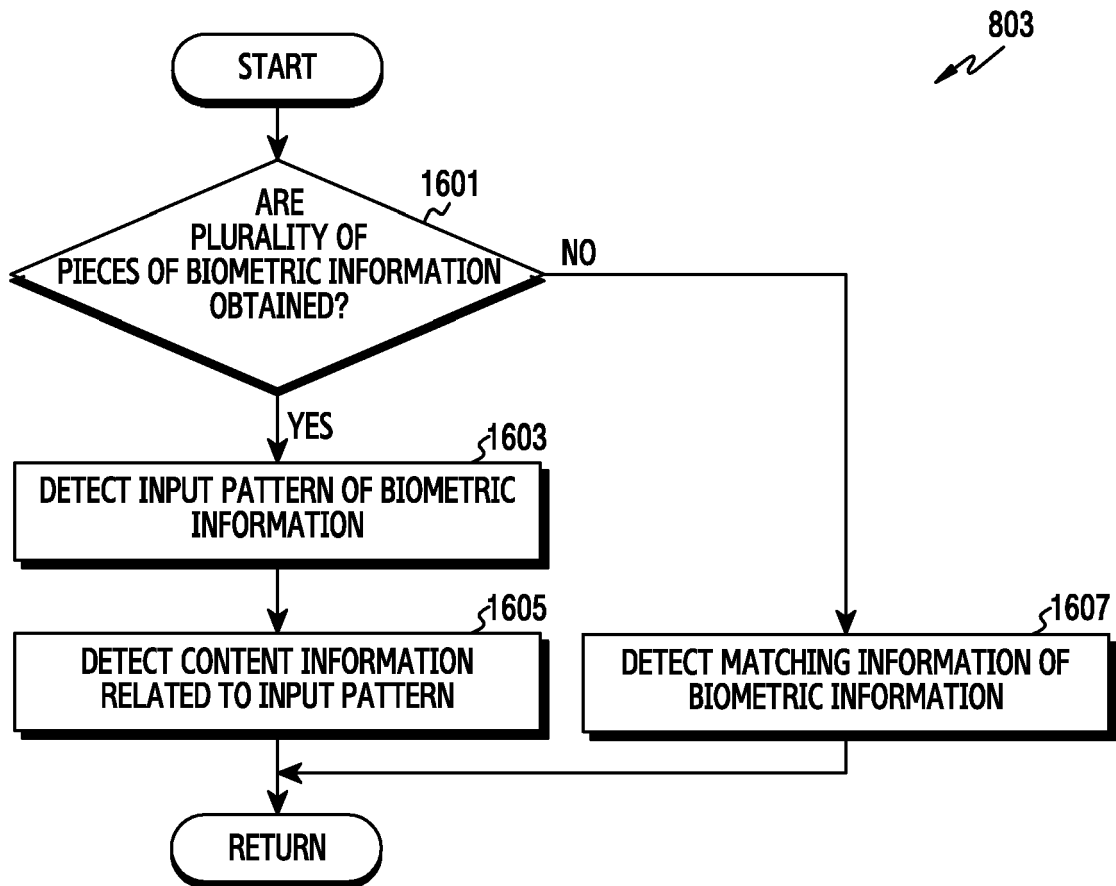 803
START
1601
ARE
PLURALITY OF
PIECES OF BIOMETRIC INFORMATION
OBTAINED?
NO
YES
1603
DETECT INPUT PATTERN OF BIOMETRIC
INFORMATION
1605
DETECT CONTENT INFORMATION
RELATED TO INPUT PATTERN
1607
DETECT MATCHING INFORMATION OF
BIOMETRIC INFORMATION
RETURN